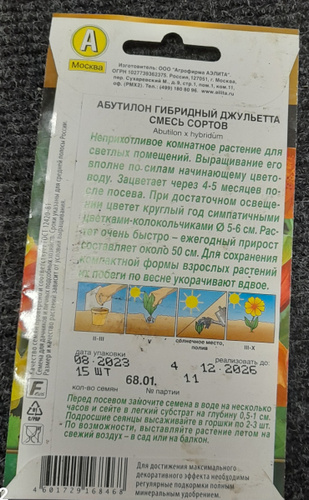 А
Москва
Изготовитель: ООО "Агрофирма АЭЛИТА"
АБУТИЛОН ГИБРИДНЫЙ ДЖУЛЬЕТТА
СМЕСЬ СОРТОВ
Abutilon x hybridum
Неприхотливое комнатное растение для
светлых помещений. Выращивание его
вполне по силам начинающему цвето-
воду. Зацветает через 4-5 месяцев по-
сле посева. При достаточном освеще-
нии цветет круглый год симпатичными
цветками-колокольчиками Ø 5-6 см. Рас-
тет очень быстро – ежегодный прирост
составляет около 50 см. Для сохранения
компактной формы взрослых растений
их побеги по весне укорачивают вдвое.
II-III
V
солнечное место,
полив
III-X
дата упаковки
реализовать до:
08.2023
4
12.2026
15 ШТ
кол-во семян
68.01.
11
№ партии
Перед посевом замочите семена в воде на несколько
часов и сейте в легкий субстрат на глубину 0,5-1 см.
Подросшие сеянцы высаживайте в горшки по 2-3 шт.
- По возможности, выставляйте растение летом на
свежий воздух – в сад или на балкон.
Для достижения максимального
декоративного эффекта необходимы
регулярные подкормки полным
минеральным удобрением.
4601729168468